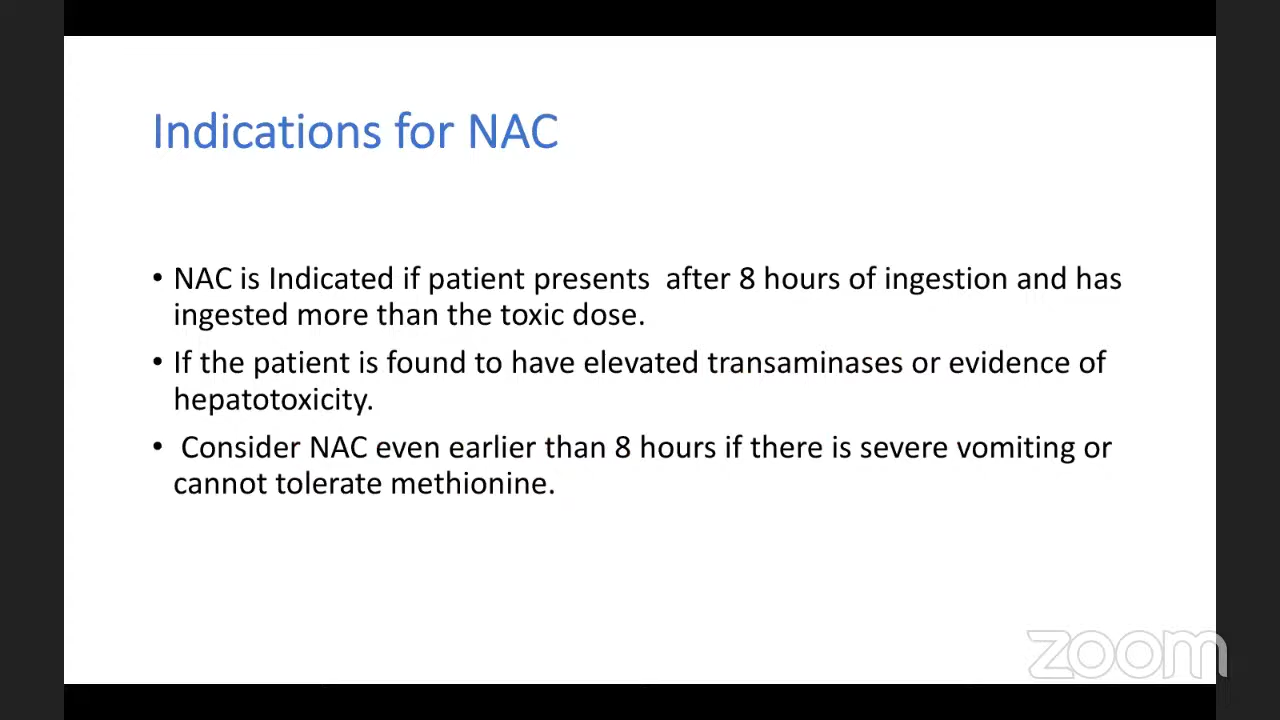 Indications for NAC
• NAC is Indicated if patient presents  after 8 hours of ingestion and has
ingested more than the toxic dose.
• If the patient is found to have elevated transaminases or evidence of
hepatotoxicity.
•  Consider NAC even earlier than 8 hours if there is severe vomiting or
cannot tolerate methionine.
zoom